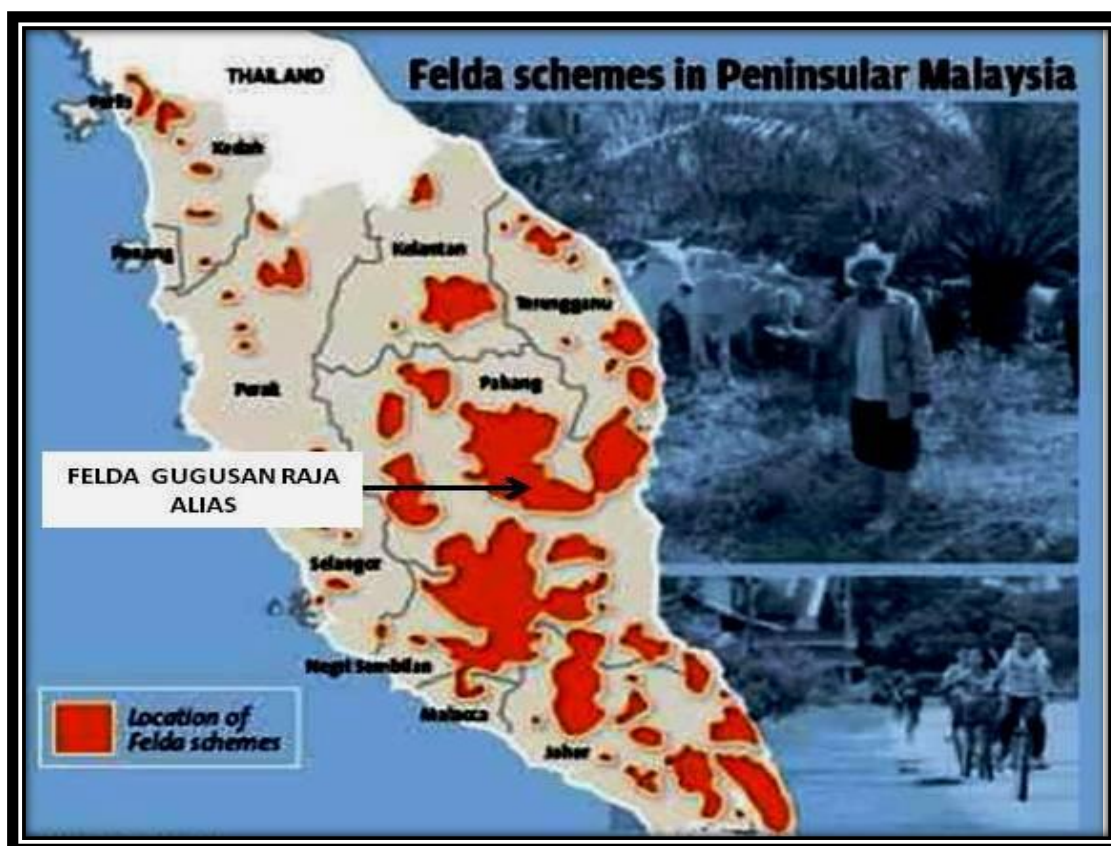 Felda schemes in Peninsular Malaysia
THAILAND
Perlis
Kedah
Penang
Kelantan
Terengganu
Perak
Pahang
FELDA GUGUSAN RAJA
ALIAS
Selangor
Negri Sembilan
Malacca
Johor
Location of
Felda schemes